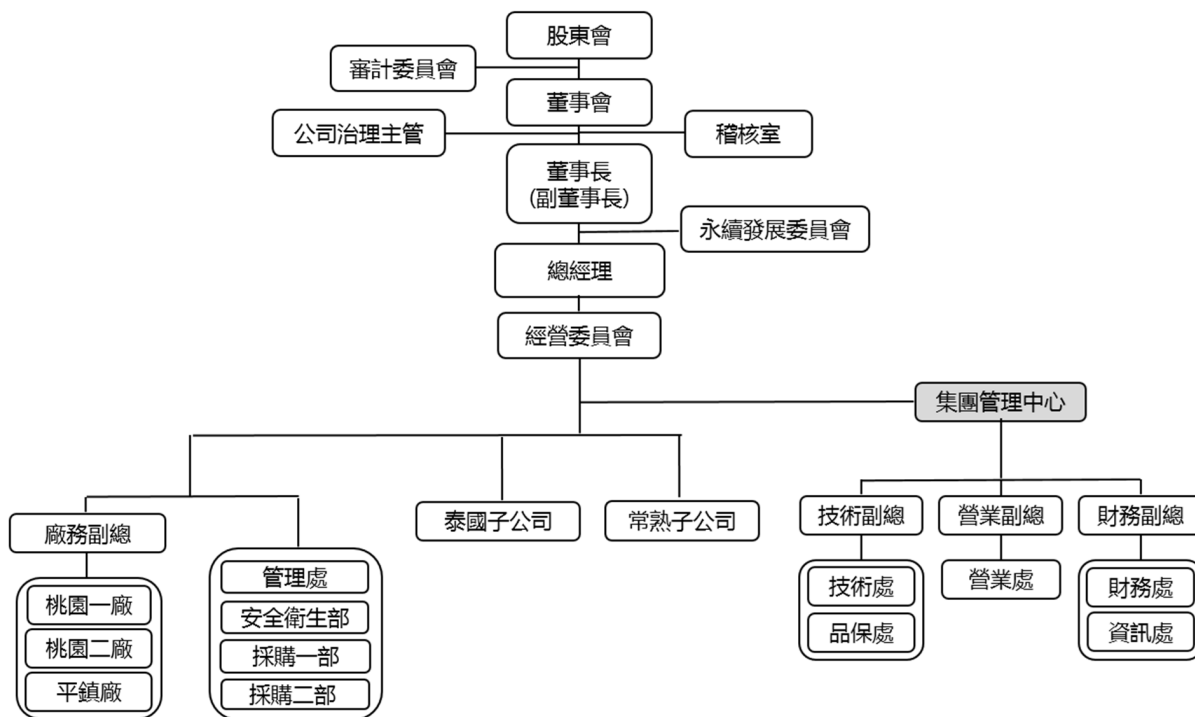 股東會
審計委員會
董事會
公司治理主管
稽核室
董事長
(副董事長)
永續發展委員會
總經理
經營委員會
集團管理中心
廠務副總
泰國子公司
常熟子公司
技術副總
營業副總
財務副總
桃園一廠
桃園二廠
平鎮廠
管理處
安全衛生部
採購一部
採購二部
技術處
品保處
營業處
財務處
資訊處